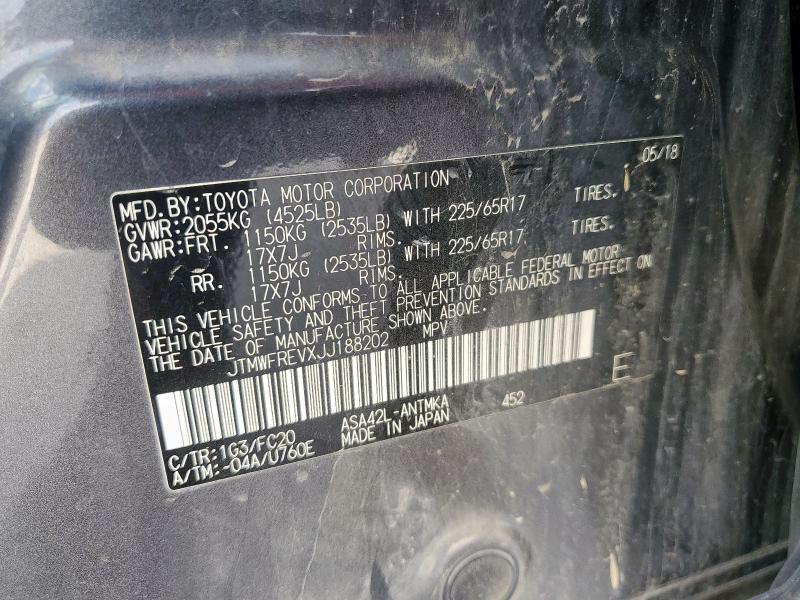 05/18
MFD.BY:TOYOTA MOTOR CORPORATION
GVWR:2055KG (4525LB)
GAWR:FRT. 1150KG (2535LB) WITH 225/65R17 TIRES.
17X7J RIMS.
RR. 1150KG (2535LB) WITH 225/65R17 TIRES.
17X7J RIMS.
THIS VEHICLE CONFORMS TO ALL APPLICABLE FEDERAL MOTOR
VEHICLE SAFETY AND THEFT PREVENTION STANDARDS IN EFFECT ON
THE DATE OF MANUFACTURE SHOWN ABOVE.
JTMWFREVXJJ188202 MPV
E
C/TR:1G3/FC20 ASA42L-ANTMKA 452
A/TM:-04A/U760E MADE IN JAPAN